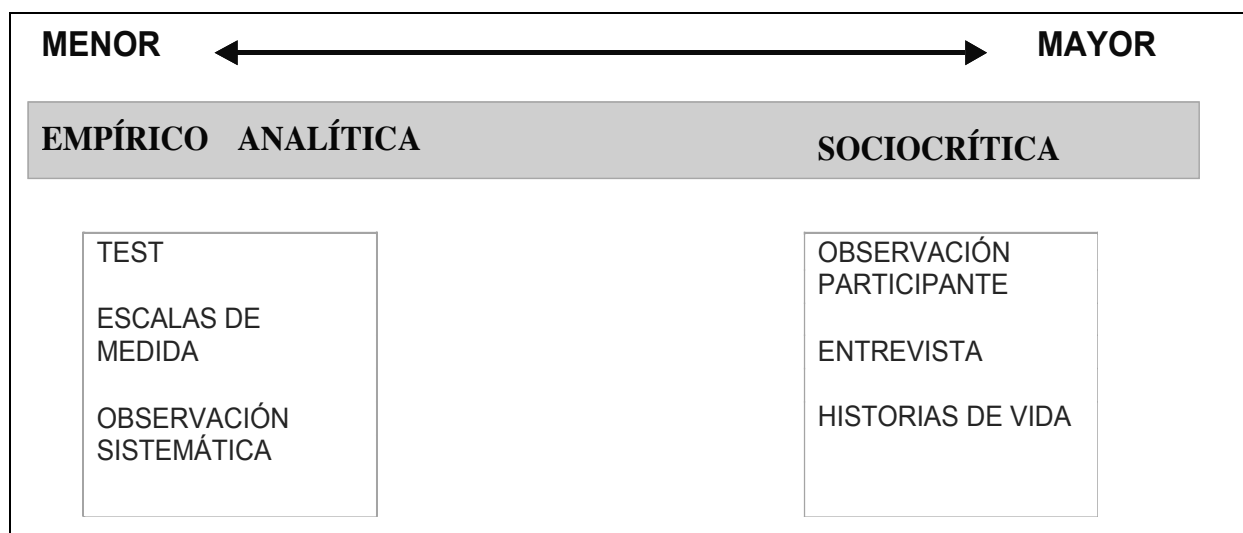 MENOR MAYOR
EMPÍRICO ANALÍTICA
SOCIOCRÍTICA
TEST
ESCALAS DE
MEDIDA
OBSERVACIÓN
SISTEMÁTICA
OBSERVACIÓN
PARTICIPANTE
ENTREVISTA
HISTORIAS DE VIDA